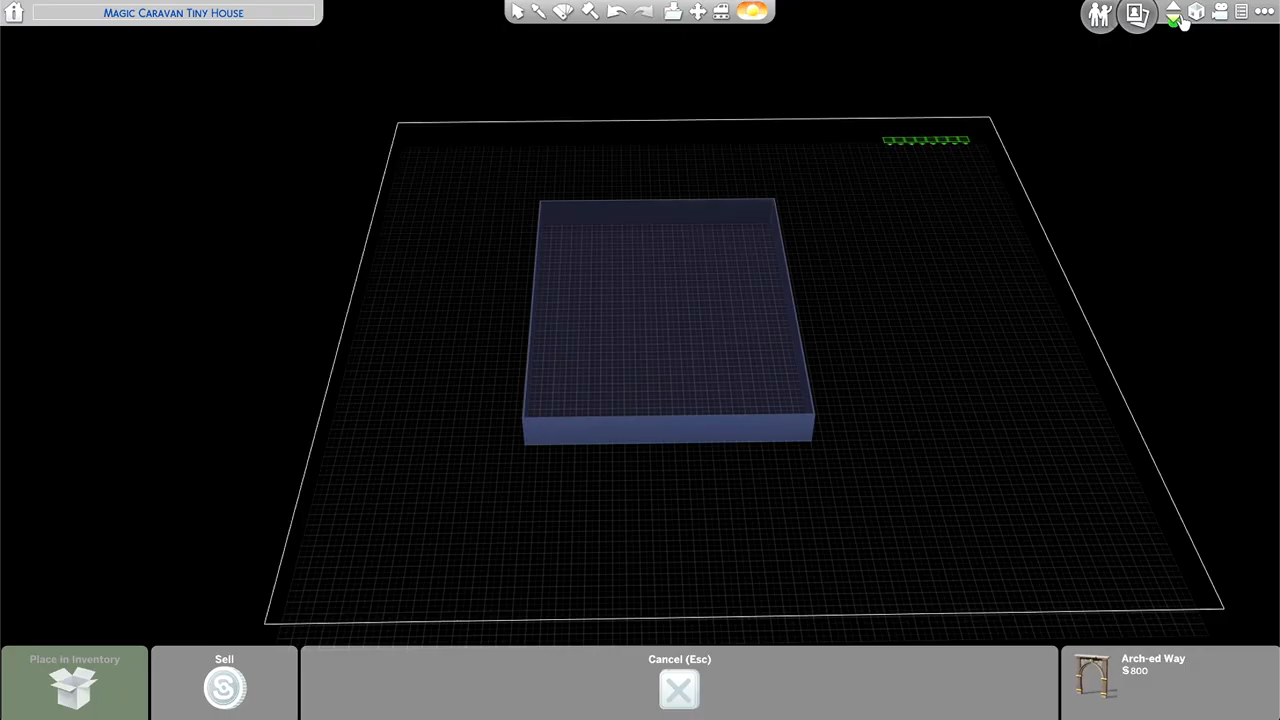 Magic Caravan Tiny House
Place in Inventory
Sell
Cancel (Esc)
Arch-ed Way
§800